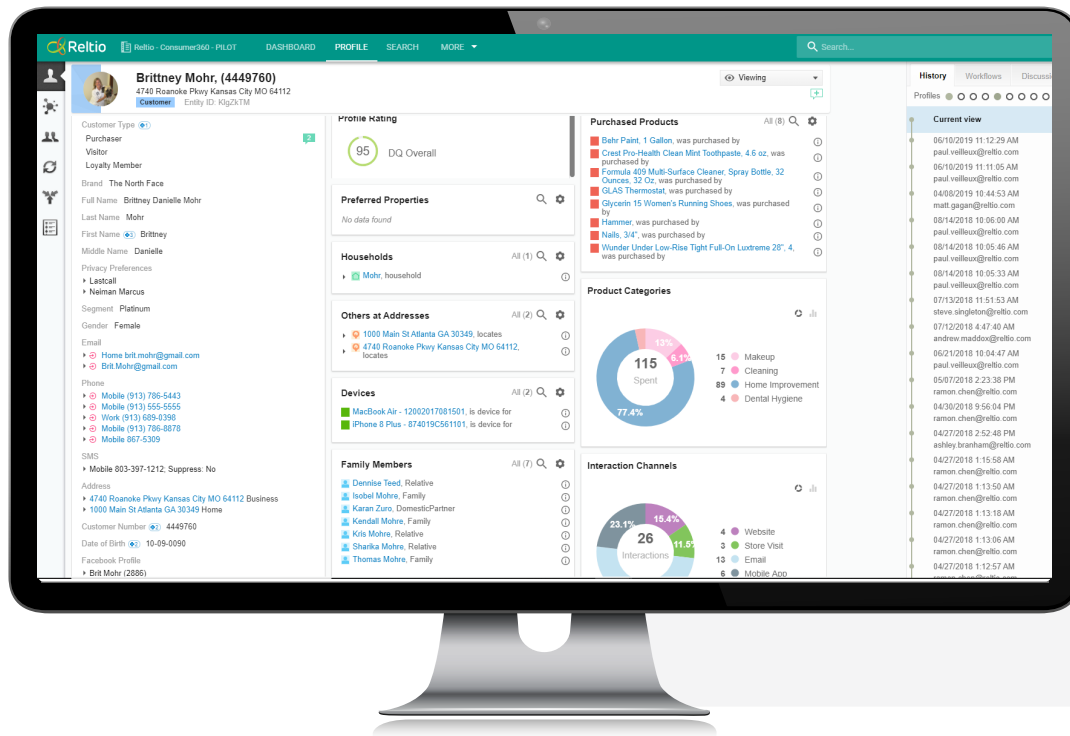 Reltio
Reltio - Consumer360 - PILOT
DASHBOARD
PROFILE
SEARCH
MORE
Search...
Brittney Mohr, (4449760)
4740 Roanoke Pkwy Kansas City MO 64112
Customer Entity ID: KlgZkTM
Viewing
Customer Type 1
Purchaser
2
Visitor
Loyalty Member
Brand The North Face
Full Name Brittney Danielle Mohr
Last Name Mohr
First Name Brittney
Middle Name Danielle
Privacy Preferences
Lastcall
Neiman Marcus
Segment Platinum
Gender Female
Email
Home brit.mohr@gmail.com
Brit.Mohr@gmail.com
Phone
Mobile (913) 786-5443
Mobile (913) 555-5555
Work (913) 689-0398
Mobile (913) 786-8878
Mobile 867-5309
SMS
Mobile 803-397-1212; Suppress: No
Address
4740 Roanoke Pkwy Kansas City MO 64112 Business
1000 Main St Atlanta GA 30349 Home
Customer Number 4449760
Date of Birth 10-09-0090
Facebook Profile
Brit Mohr (2886)
Profile Rating
95
DQ Overall
Preferred Properties
No data found
Households
All (1)
Mohr, household
Others at Addresses
All (2)
1000 Main St Atlanta GA 30349, locates
4740 Roanoke Pkwy Kansas City MO 64112,
locates
Devices
All (2)
MacBook Air - 12002017081501, is device for
iPhone 8 Plus - 874019C561101, is device for
Family Members
All (7)
Dennise Teed, Relative
Isobel Mohre, Family
Karan Zuro, DomesticPartner
Kendall Mohre, Family
Kris Mohre, Relative
Sharika Mohre, Relative
Thomas Mohre, Family
Purchased Products
All (8)
Behr Paint, 1 Gallon, was purchased by
Crest Pro-Health Clean Mint Toothpaste, 4.6 oz, was
purchased by
Formula 409 Multi-Surface Cleaner, Spray Bottle, 32
Ounces, 32 Oz, was purchased by
GLAS Thermostat, was purchased by
Glycerin 15 Women's Running Shoes, was purchased
by
Hammer, was purchased by
Nails, 3/4", was purchased by
Wunder Under Low-Rise Tight Full-On Luxtreme 28", 4,
was purchased by
Product Categories
13%
6.1%
77.4%
115
Spent
15 Makeup
7 Cleaning
89 Home Improvement
4 Dental Hygiene
Interaction Channels
23.1%
15.4%
11.5%
26
Interactions
4 Website
3 Store Visit
13 Email
6 Mobile App
History
Workflows
Discussi
Profiles
Current view
06/10/2019 11:12:29 AM
paul.veilleux@reltio.com
06/10/2019 11:11:05 AM
paul.veilleux@reltio.com
04/08/2019 10:44:53 AM
matt.gagan@reltio.com
08/14/2018 10:06:00 AM
paul.veilleux@reltio.com
08/14/2018 10:05:46 AM
paul.veilleux@reltio.com
08/14/2018 10:05:33 AM
paul.veilleux@reltio.com
07/13/2018 11:51:53 AM
steve.singleton@reltio.com
07/12/2018 4:47:40 AM
andrew.maddox@reltio.com
06/21/2018 10:04:47 AM
paul.veilleux@reltio.com
05/07/2018 2:23:38 PM
ramon.chen@reltio.com
04/30/2018 9:56:04 PM
ramon.chen@reltio.com
04/27/2018 2:52:48 PM
ashley.branham@reltio.com
04/27/2018 1:15:58 AM
ramon.chen@reltio.com
04/27/2018 1:13:50 AM
ramon.chen@reltio.com
04/27/2018 1:13:18 AM
ramon.chen@reltio.com
04/27/2018 1:13:06 AM
ramon.chen@reltio.com
04/27/2018 1:12:57 AM